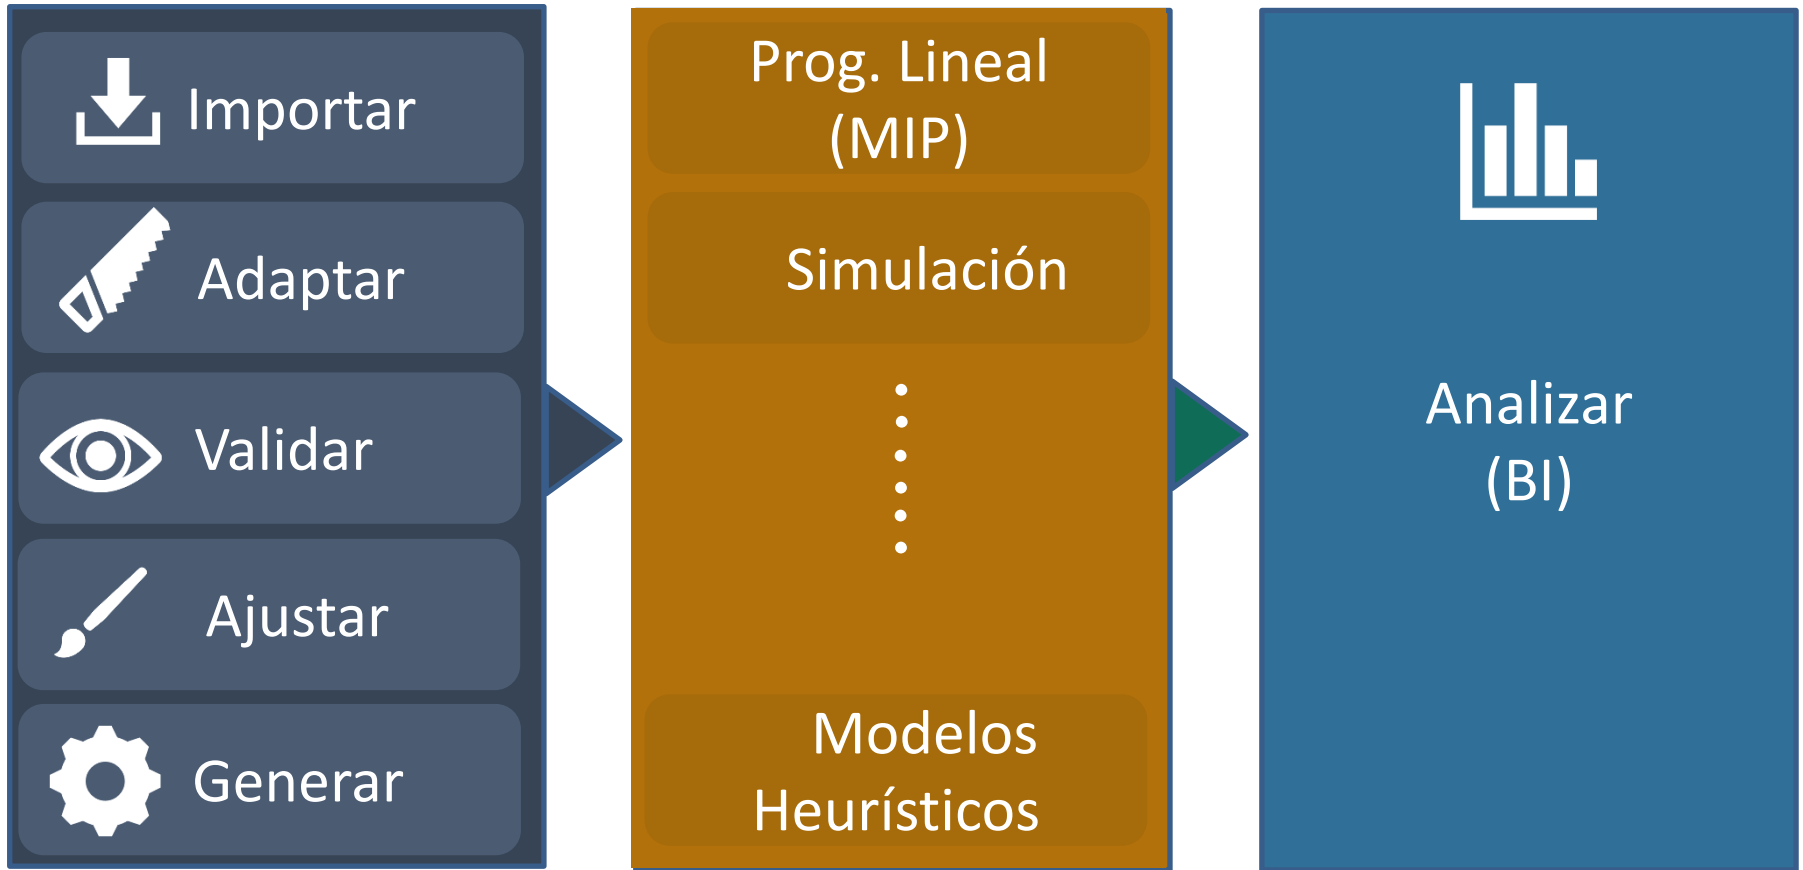 Importar
Adaptar
Validar
Ajustar
Generar
Prog. Lineal
(MIP)
Simulación
Modelos
Heurísticos
Analizar
(BI)